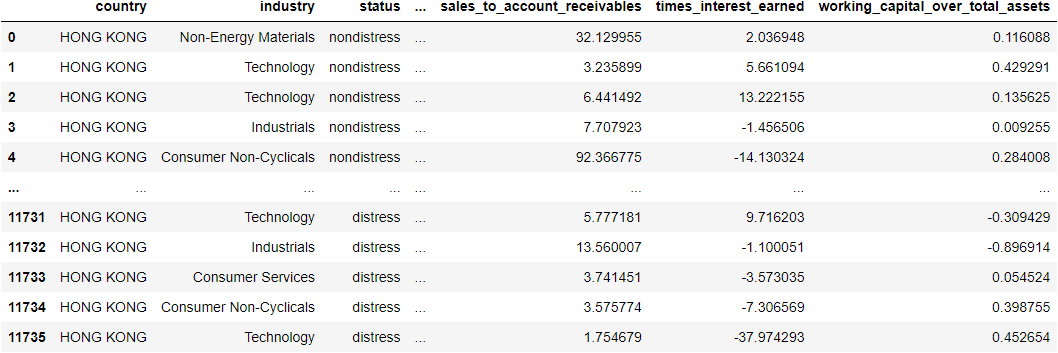 country industry status ... sales_to_account_receivables times_interest_earned working_capital_over_total_assets
0 HONG KONG Non-Energy Materials nondistress ... 32.129955 2.036948 0.116088
1 HONG KONG Technology nondistress ... 3.235899 5.661094 0.429291
2 HONG KONG Technology nondistress ... 6.441492 13.222155 0.135625
3 HONG KONG Industrials nondistress ... 7.707923 -1.456506 0.009255
4 HONG KONG Consumer Non-Cyclicals nondistress ... 92.366775 -14.130324 0.284008
... ... ... ... ... ... ... ...
11731 HONG KONG Technology distress ... 5.777181 9.716203 -0.309429
11732 HONG KONG Industrials distress ... 13.560007 -1.100051 -0.896914
11733 HONG KONG Consumer Services distress ... 3.741451 -3.573035 0.054524
11734 HONG KONG Consumer Non-Cyclicals distress ... 3.575774 -7.306569 0.398755
11735 HONG KONG Technology distress ... 1.754679 -37.974293 0.452654